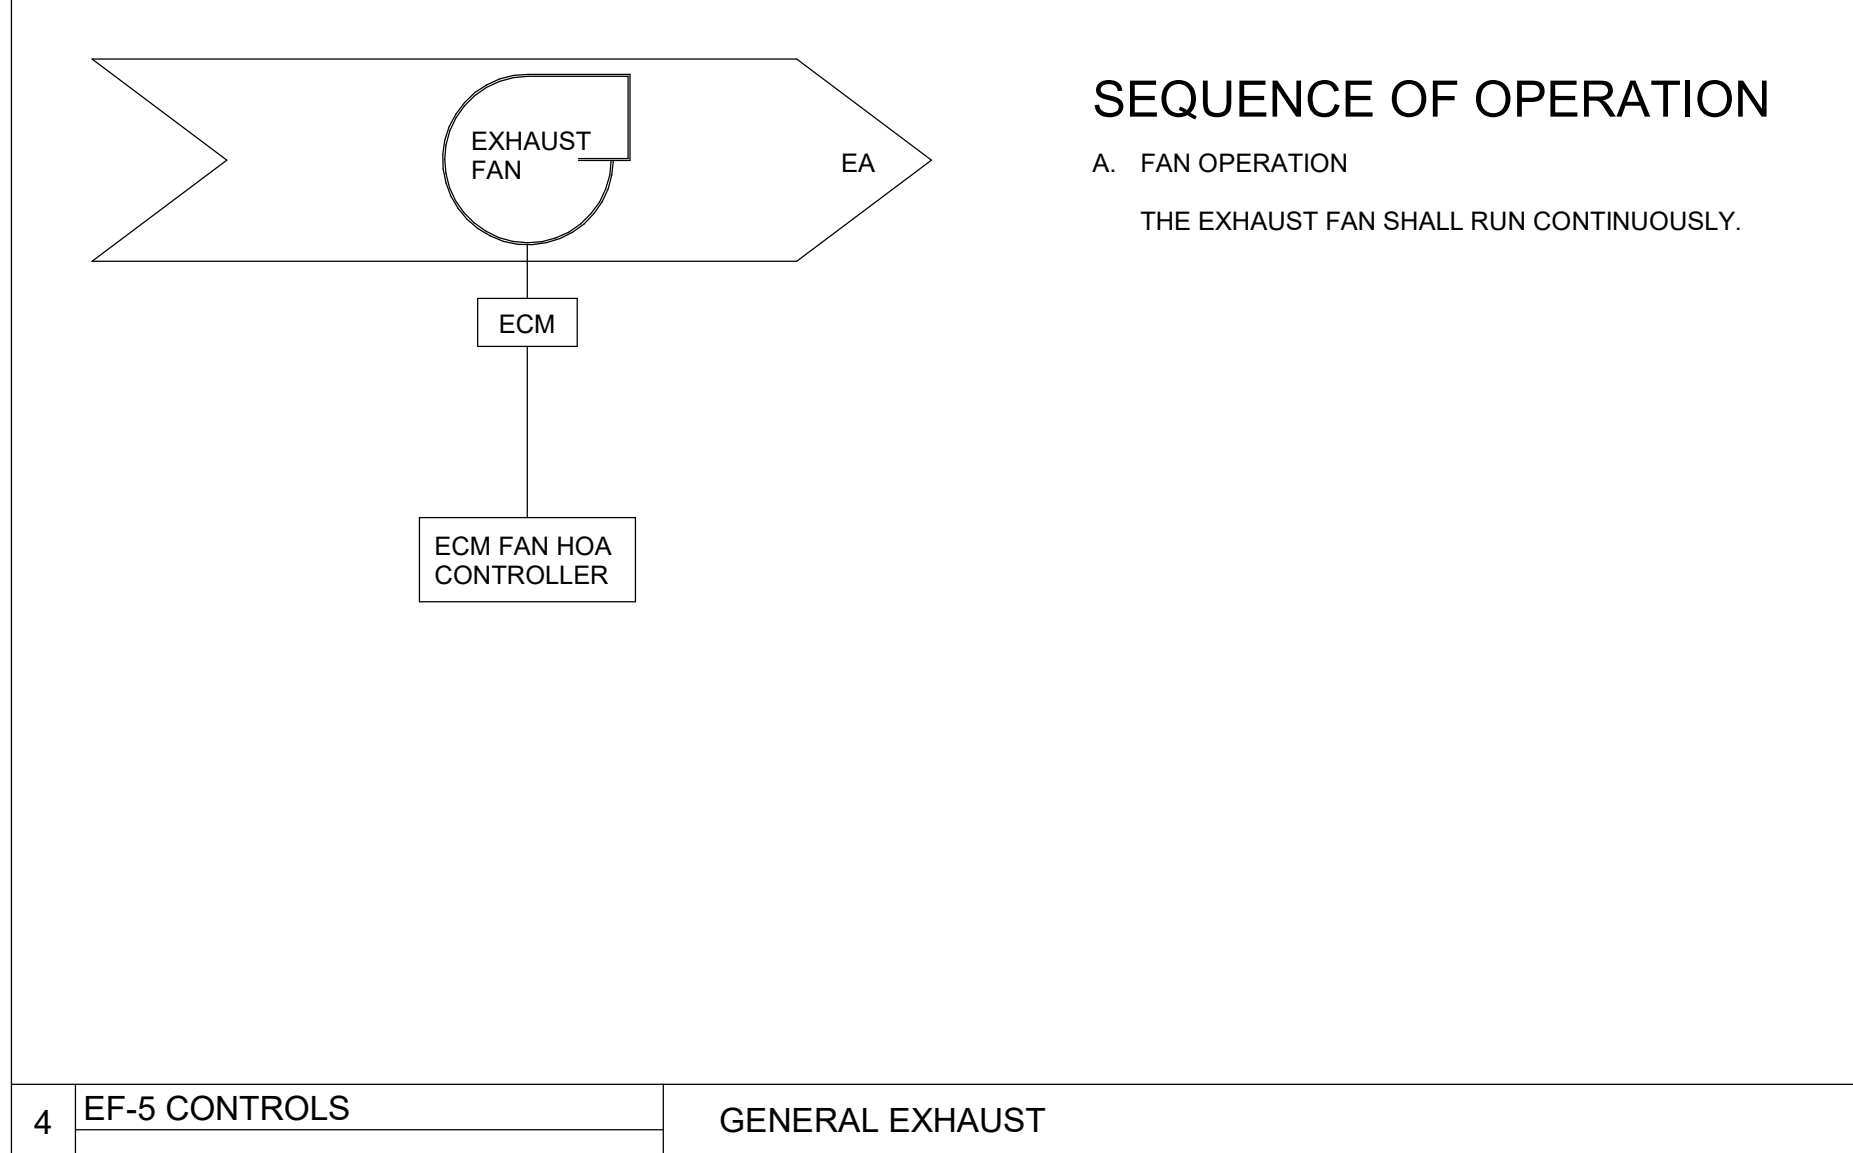 EXHAUST
FAN
EA
ECM
ECM FAN HOA
CONTROLLER
SEQUENCE OF OPERATION
A. FAN OPERATION
THE EXHAUST FAN SHALL RUN CONTINUOUSLY.
4
EF-5 CONTROLS
GENERAL EXHAUST